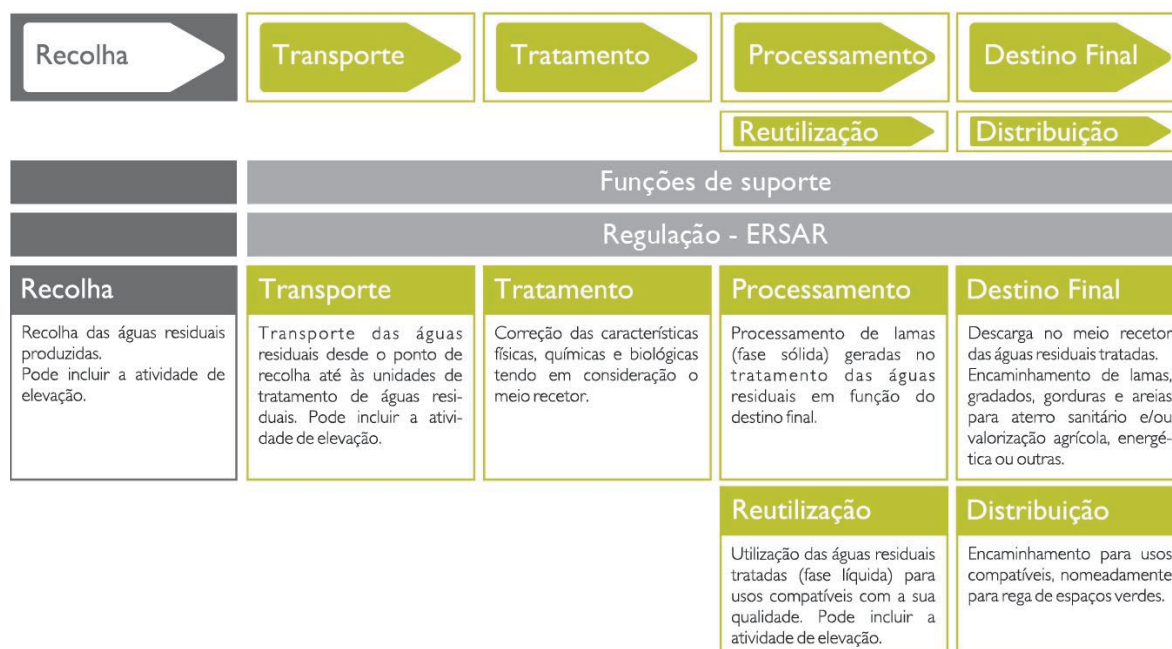 Recolha
Transporte
Tratamento
Processamento
Destino Final
Reutilização
Distribuição
Funções de suporte
Regulação - ERSAR
Recolha
Recolha das águas residuais
produzidas.
Pode incluir a atividade de
elevação.
Transporte
Transporte das águas
residuais desde o ponto de
recolha até às unidades de
tratamento de águas resi-
duais. Pode incluir a ativi-
dade de elevação.
Tratamento
Correção das características
físicas, químicas e biológicas
tendo em consideração o
meio recetor.
Processamento
Processamento de lamas
(fase sólida) geradas no
tratamento das águas
residuais em função do
destino final.
Destino Final
Descarga no meio recetor
das águas residuais tratadas.
Encaminhamento de lamas,
gradados, gorduras e areias
para aterro sanitário e/ou
valorização agrícola, energé-
tica ou outras.
Reutilização
Utilização das águas residuais
tratadas (fase líquida) para
usos compatíveis com a sua
qualidade. Pode incluir a
atividade de elevação.
Distribuição
Encaminhamento para usos
compatíveis, nomeadamente
para rega de espaços verdes.